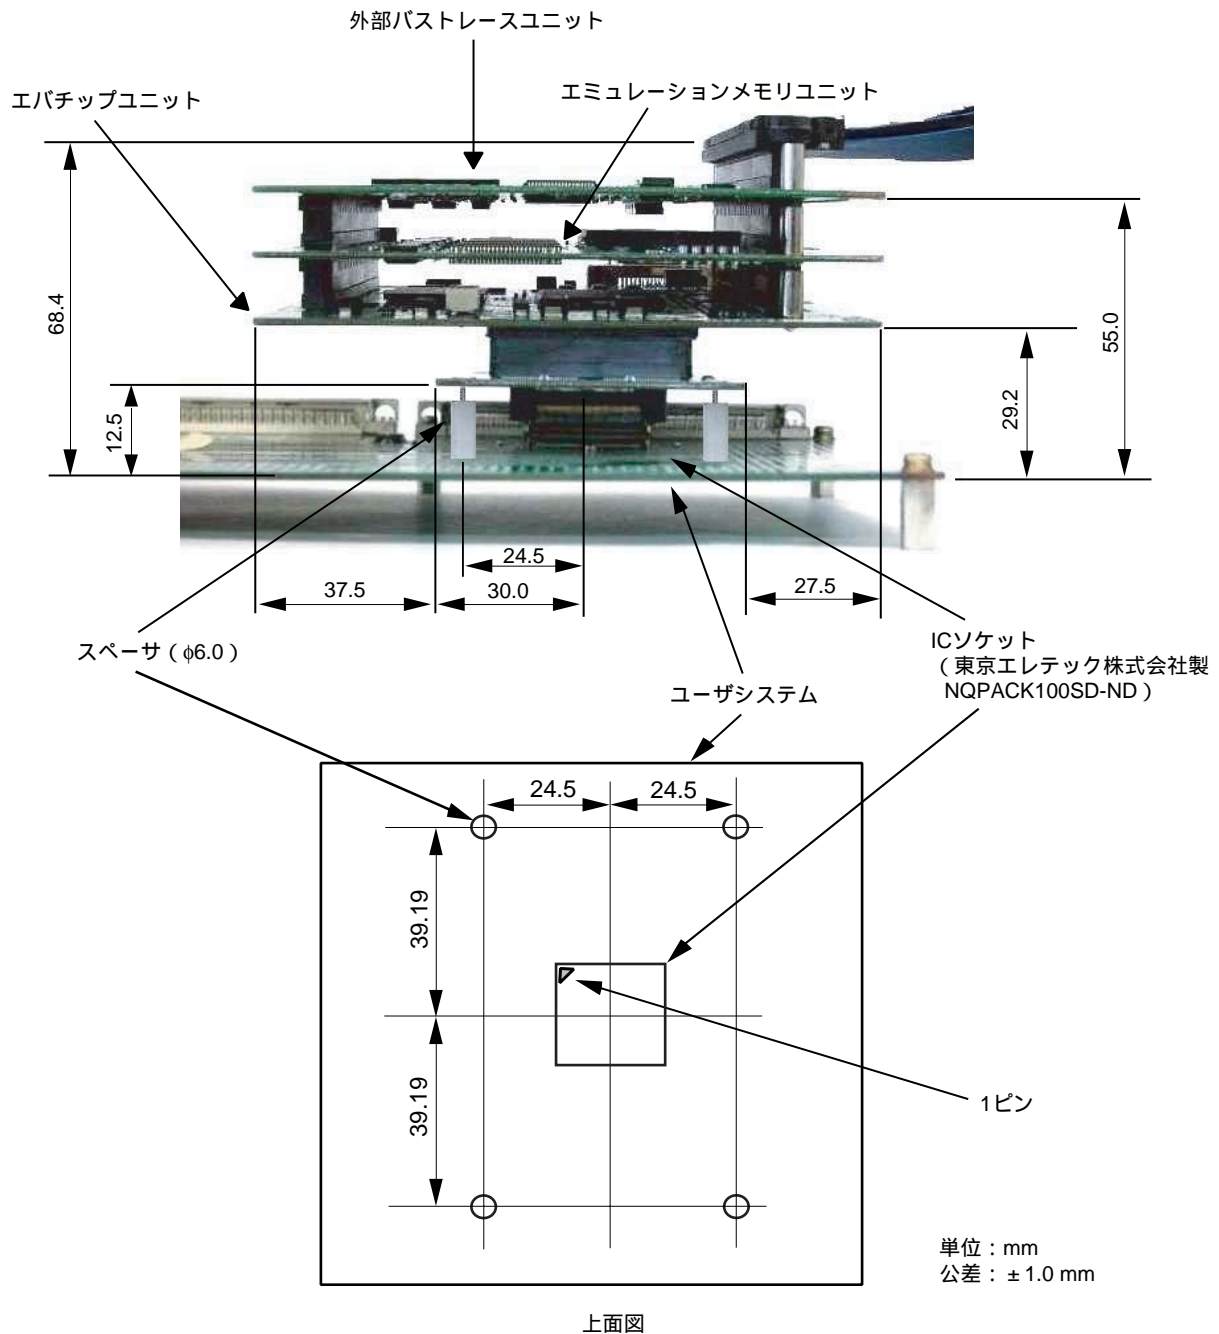 外部バストレースユニット
エバチップユニット
エミュレーションメモリユニット
68.4
12.5
55.0
29.2
24.5
37.5
30.0
27.5
スペーサ（φ6.0）
ICソケット
（東京エレテック株式会社製
NQPACK100SD-ND）
ユーザシステム
24.5
24.5
39.19
39.19
1ピン
単位：mm
公差：±1.0 mm
上面図